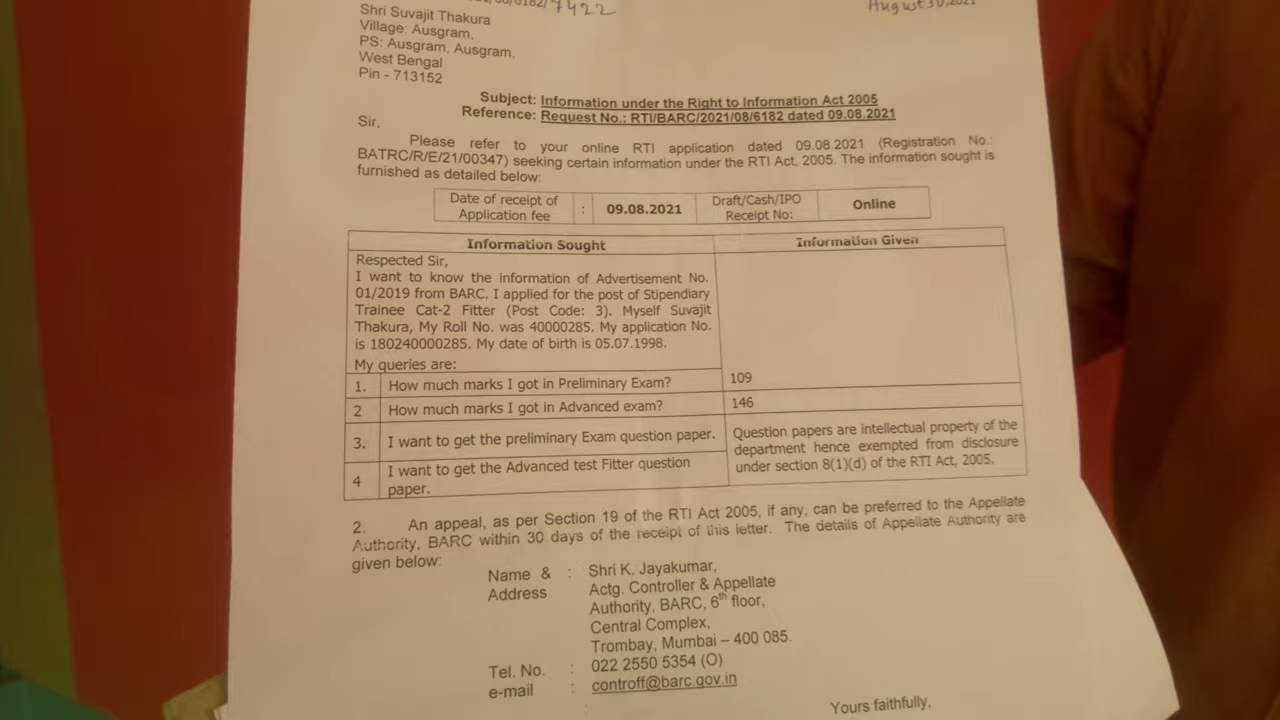 6182/7422
August 30, 2021
Shri Suvajit Thakura
Village: Ausgram,
PS: Ausgram, Ausgram,
West Bengal
Pin - 713152
Subject: Information under the Right to Information Act 2005
Reference: Request No.: RTI/BARC/2021/08/6182 dated 09.08.2021
Sir,
Please refer to your online RTI application dated 09.08.2021 (Registration No.:
BATRC/R/E/21/00347) seeking certain information under the RTI Act, 2005. The information sought is
furnished as detailed below:
Date of receipt of Application fee : 09.08.2021 Draft/Cash/IPO Receipt No: Online
Information Sought Information Given
Respected Sir,
I want to know the information of Advertisement No.
01/2019 from BARC. I applied for the post of Stipendiary
Trainee Cat-2 Fitter (Post Code: 3). Myself Suvajit
Thakura, My Roll No. was 40000285. My application No.
is 180240000285. My date of birth is 05.07.1998.
My queries are:
1. How much marks I got in Preliminary Exam? 109
2 How much marks I got in Advanced exam? 146
3. I want to get the preliminary Exam question paper.
4 I want to get the Advanced test Fitter question
paper.
Question papers are intellectual property of the
department hence exempted from disclosure
under section 8(1)(d) of the RTI Act, 2005.
2. An appeal, as per Section 19 of the RTI Act 2005, if any, can be preferred to the Appellate
Authority, BARC within 30 days of the receipt of this letter. The details of Appellate Authority are
given below:
Name & Address : Shri K. Jayakumar,
Actg. Controller & Appellate
Authority, BARC, 6th floor,
Central Complex,
Trombay, Mumbai – 400 085.
Tel. No. : 022 2550 5354 (O)
e-mail : controff@barc.gov.in
Yours faithfully,